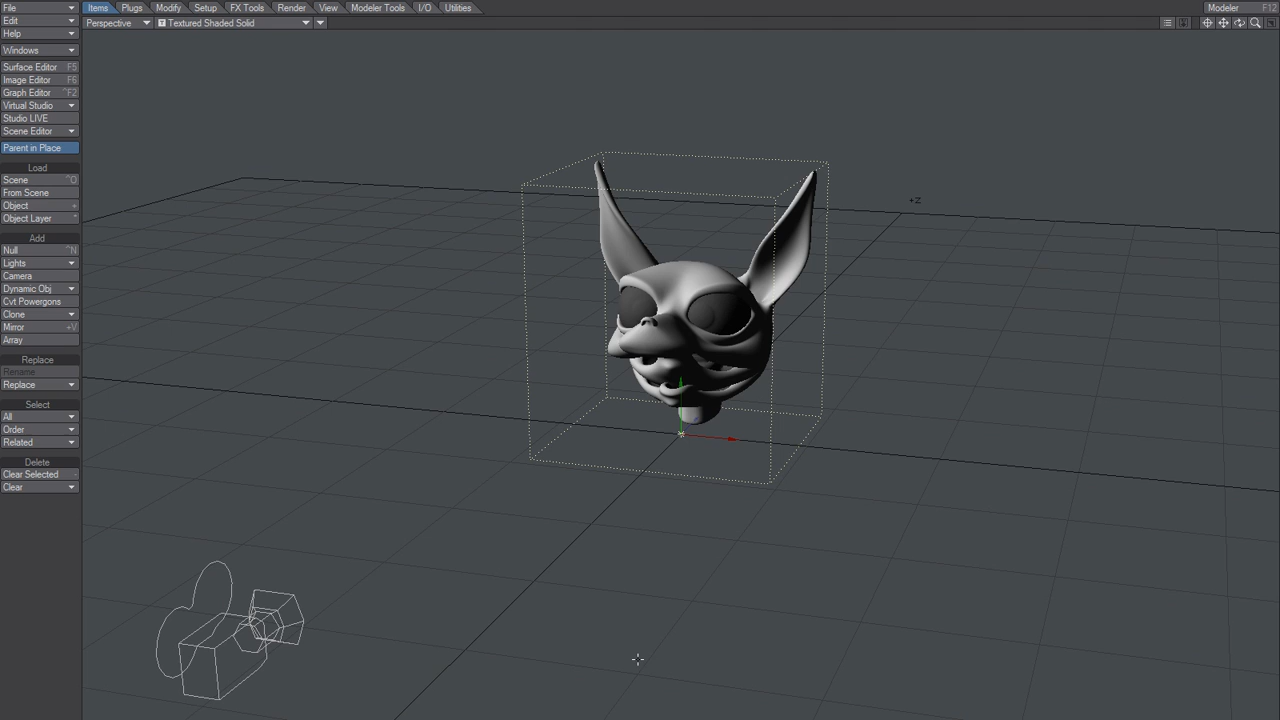 File
Items Plugs Modify Setup FX Tools Render View Modeler Tools I/O Utilities
Modeler F12
Edit
Perspective
T Textured Shaded Solid
Help
Windows
Surface Editor F5
Image Editor F6
Graph Editor ^F2
Virtual Studio
Studio LIVE
Scene Editor
Parent in Place
Load
Scene ^O
From Scene
Object +
Object Layer *
Add
Null ^N
Lights
Camera
Dynamic Obj
Cvt Powergons
Clone
Mirror +V
Array
Replace
Rename
Replace
Select
All
Order
Related
Delete
Clear Selected -
Clear
+Z